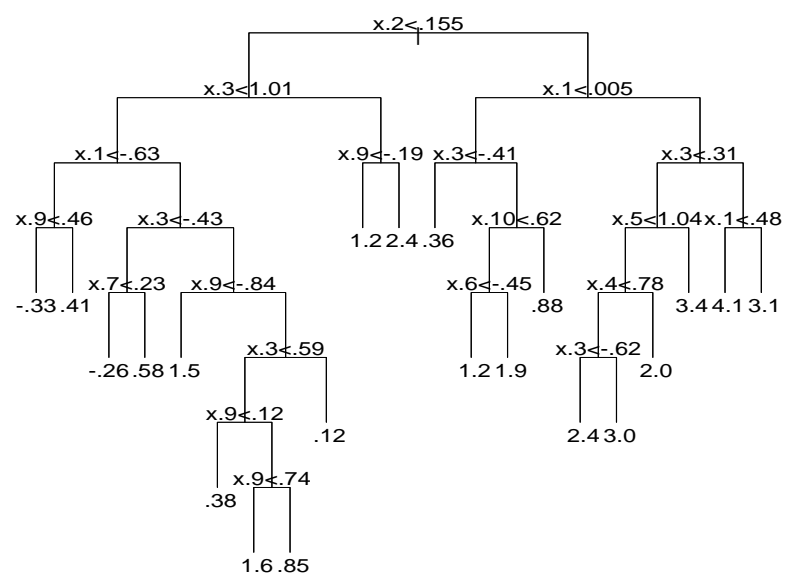 x.2<.155
x.3<1.01 x.1<.005
x.1<-.63 x.9<-.19 x.3<-.41 x.3<.31
x.9<.46 x.3<-.43 1.2 2.4 .36 x.10<.62 x.5<1.04 x.1<.48
-.33 .41 x.7<.23 x.9<-.84 x.6<-.45 .88 x.4<.78 3.4 4.1 3.1
-.26 .58 1.5 x.3<.59 1.2 1.9 x.3<-.62 2.0
x.9<.12 .12 2.4 3.0
.38 x.9<.74
1.6 .85